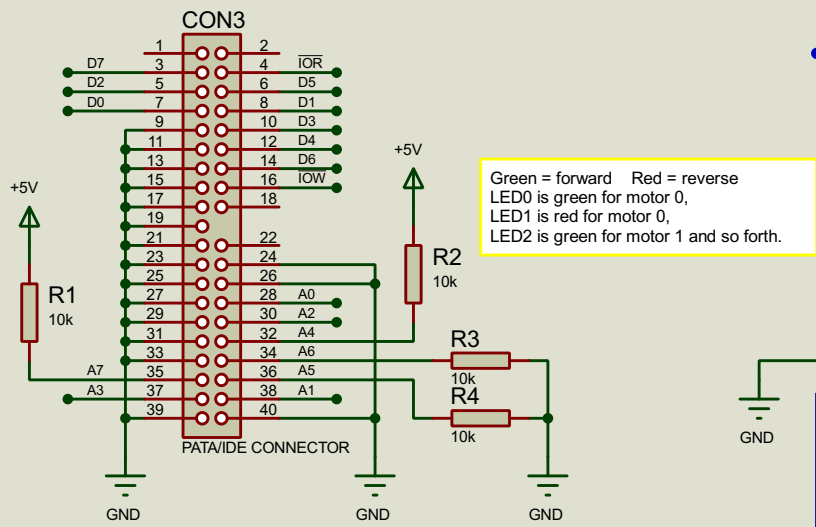 CON3
1 2
D7 3 4 IOR
D2 5 6 D5
D0 7 8 D1
9 10 D3
11 12 D4
13 14 D6
15 16 IOW
17 18
19
21 22
23 24
25 26
27 28 A0
29 30 A2
31 32 A4
33 34 A6
A7 35 36 A5
A3 37 38 A1
39 40
PATA/IDE CONNECTOR
+5V
R1
10k
GND
GND
+5V
R2
10k
R3
10k
R4
10k
GND
Green = forward Red = reverse
LED0 is green for motor 0,
LED1 is red for motor 0,
LED2 is green for motor 1 and so forth.
GND